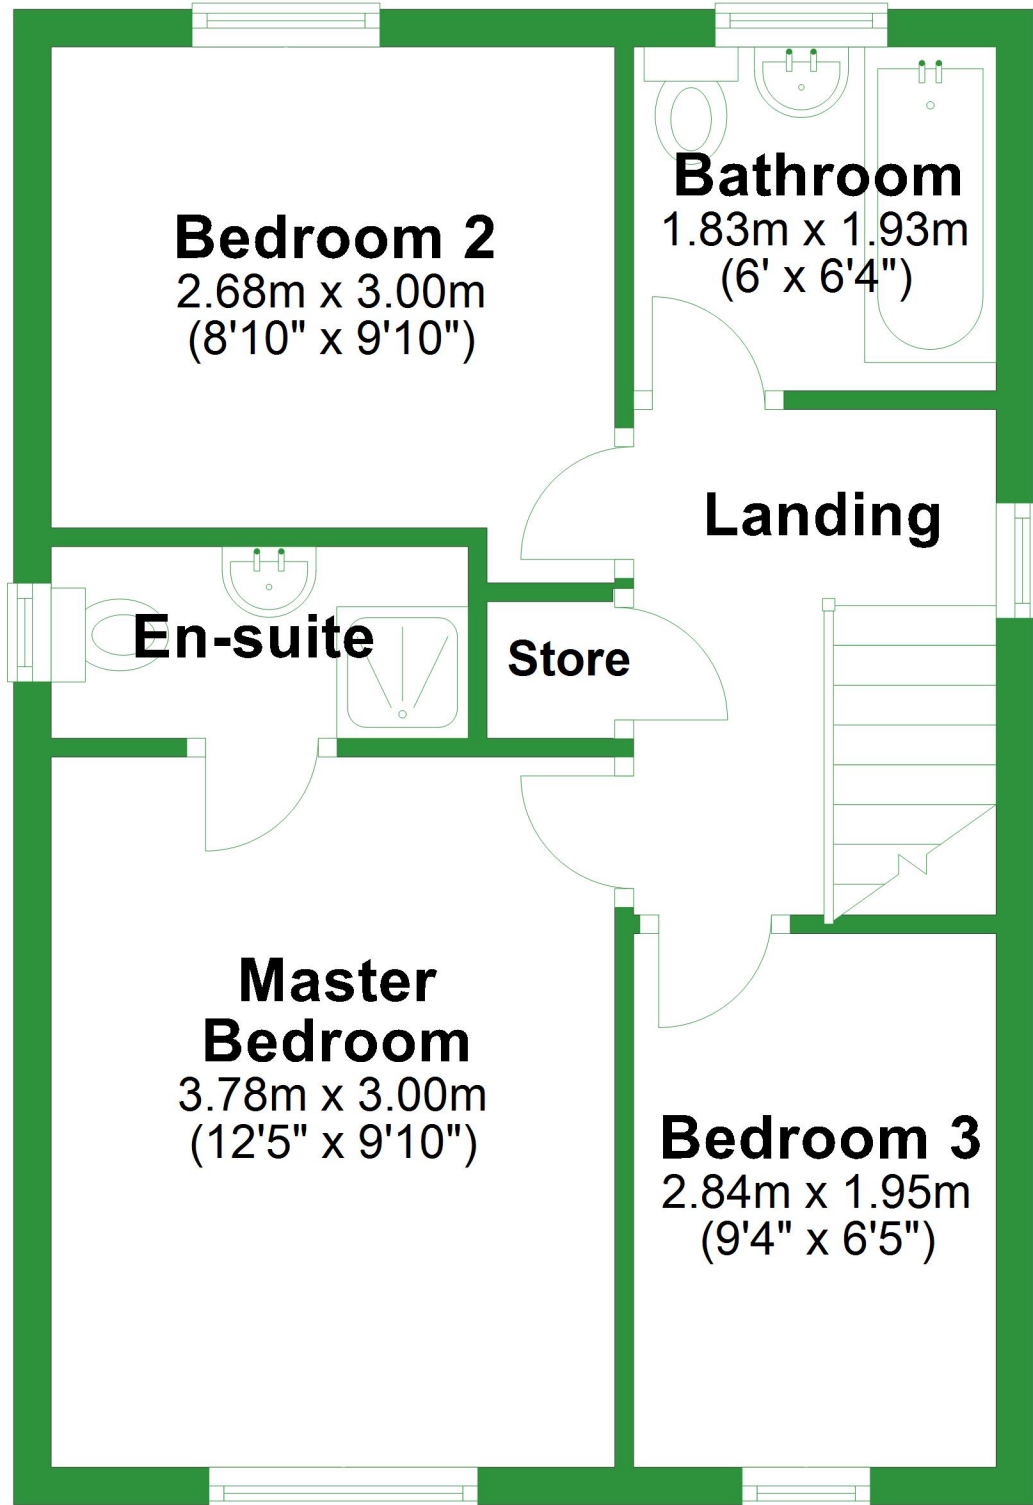 Bedroom 2
2.68m x 3.00m
(8'10" x 9'10")
Bathroom
1.83m x 1.93m
(6' x 6'4")
Landing
En-suite
Store
Master
Bedroom
3.78m x 3.00m
(12'5" x 9'10")
Bedroom 3
2.84m x 1.95m
(9'4" x 6'5")